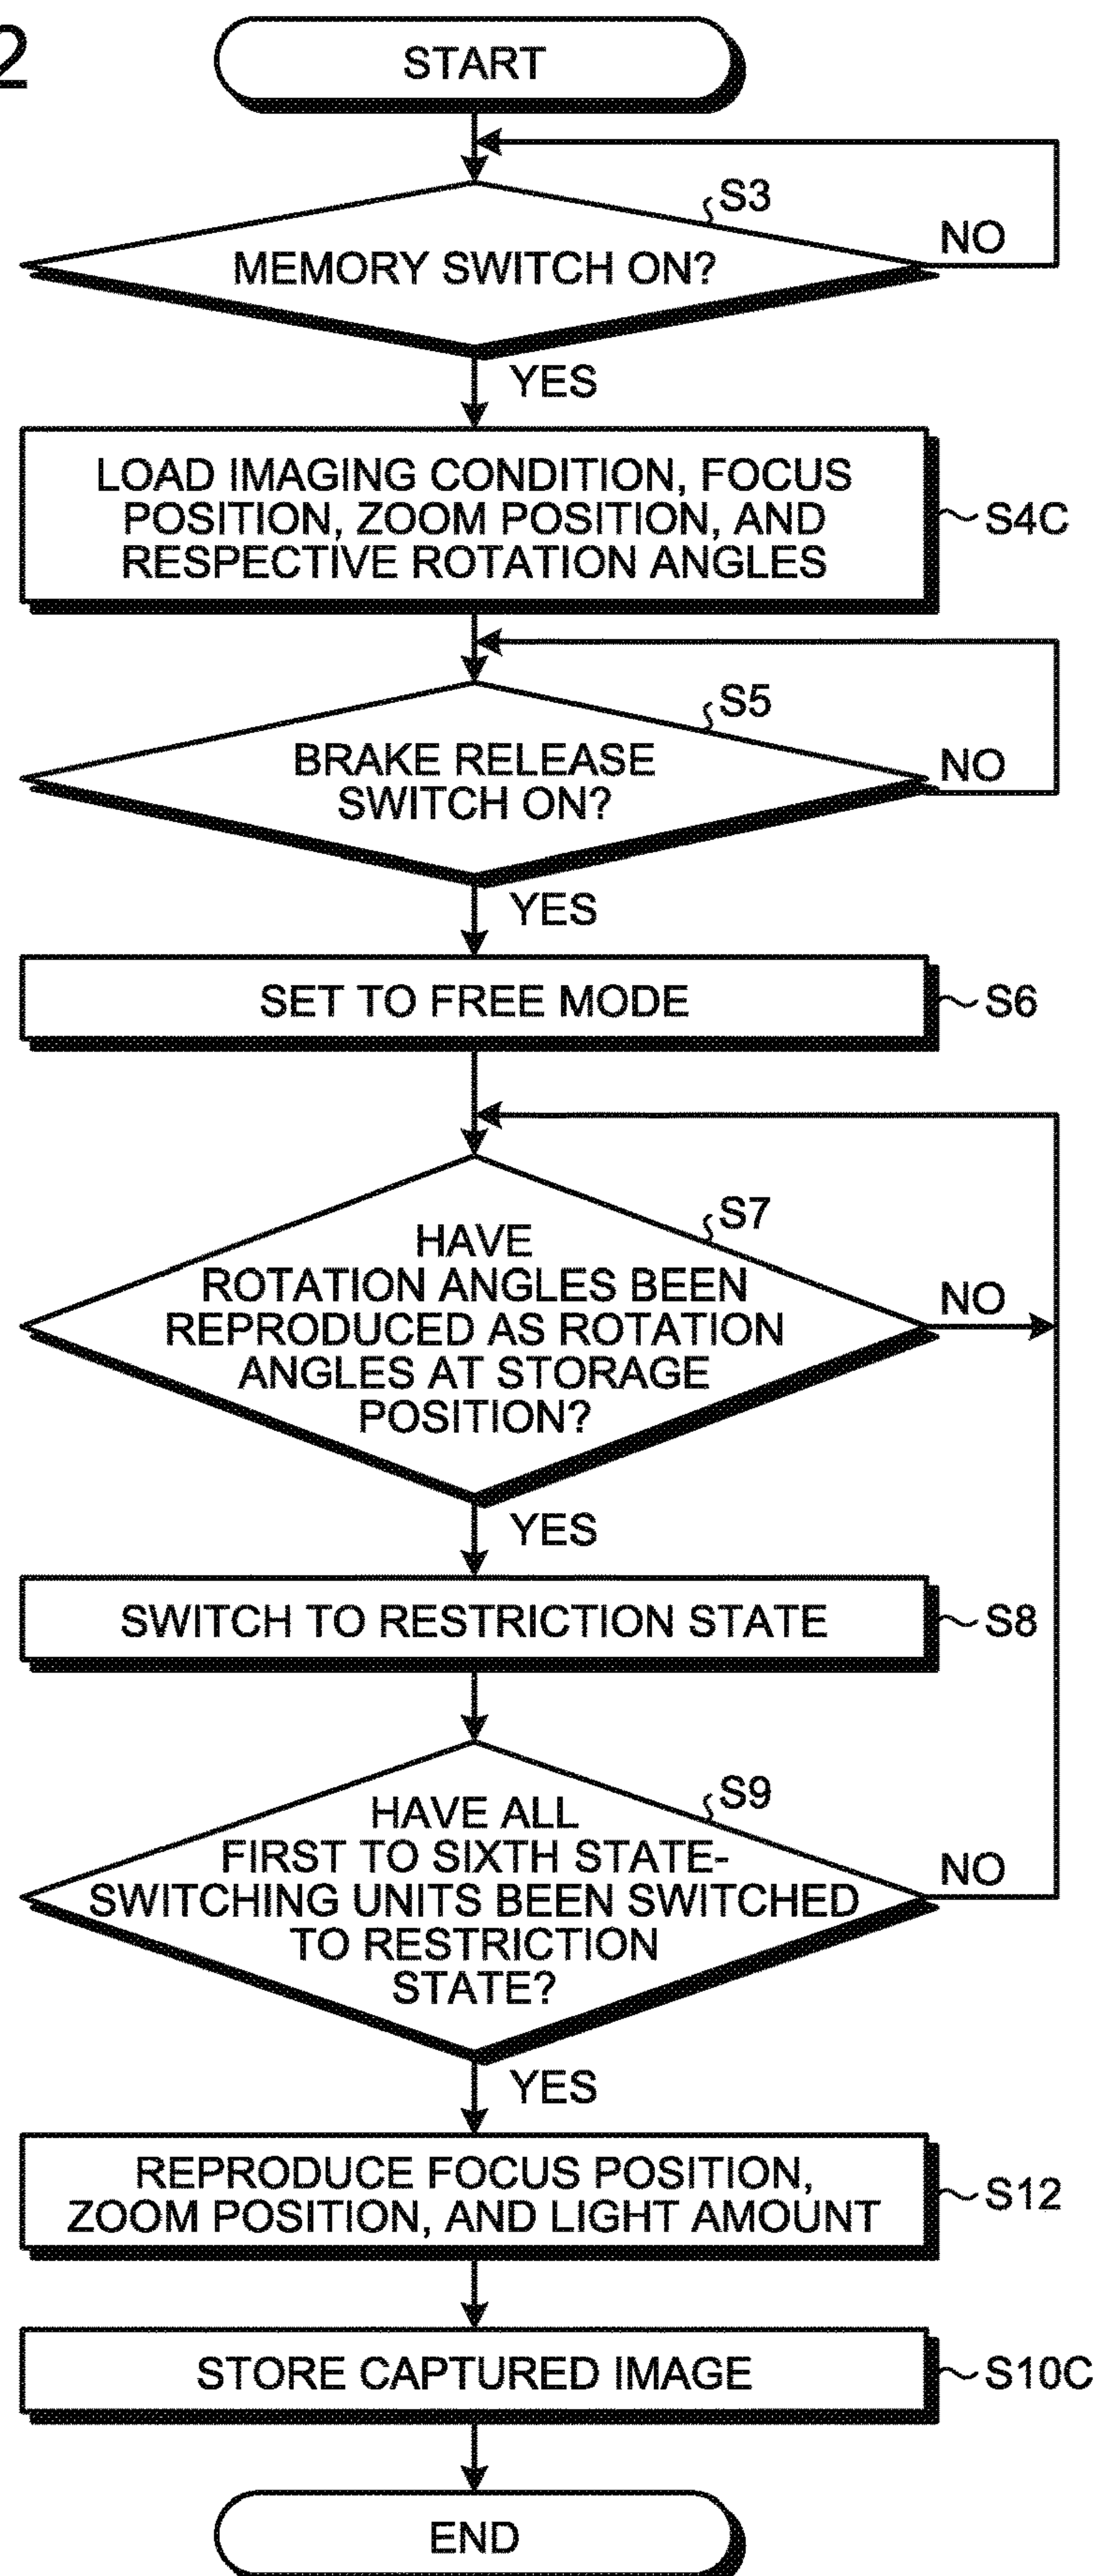 2
START
S3
MEMORY SWITCH ON?
NO
YES
LOAD IMAGING CONDITION, FOCUS
POSITION, ZOOM POSITION, AND
RESPECTIVE ROTATION ANGLES
S4C
S5
BRAKE RELEASE
SWITCH ON?
NO
YES
SET TO FREE MODE
S6
S7
HAVE
ROTATION ANGLES BEEN
REPRODUCED AS ROTATION
ANGLES AT STORAGE
POSITION?
NO
YES
SWITCH TO RESTRICTION STATE
S8
S9
HAVE ALL
FIRST TO SIXTH STATE-
SWITCHING UNITS BEEN SWITCHED
TO RESTRICTION
STATE?
NO
YES
REPRODUCE FOCUS POSITION,
ZOOM POSITION, AND LIGHT AMOUNT
S12
STORE CAPTURED IMAGE
S10C
END